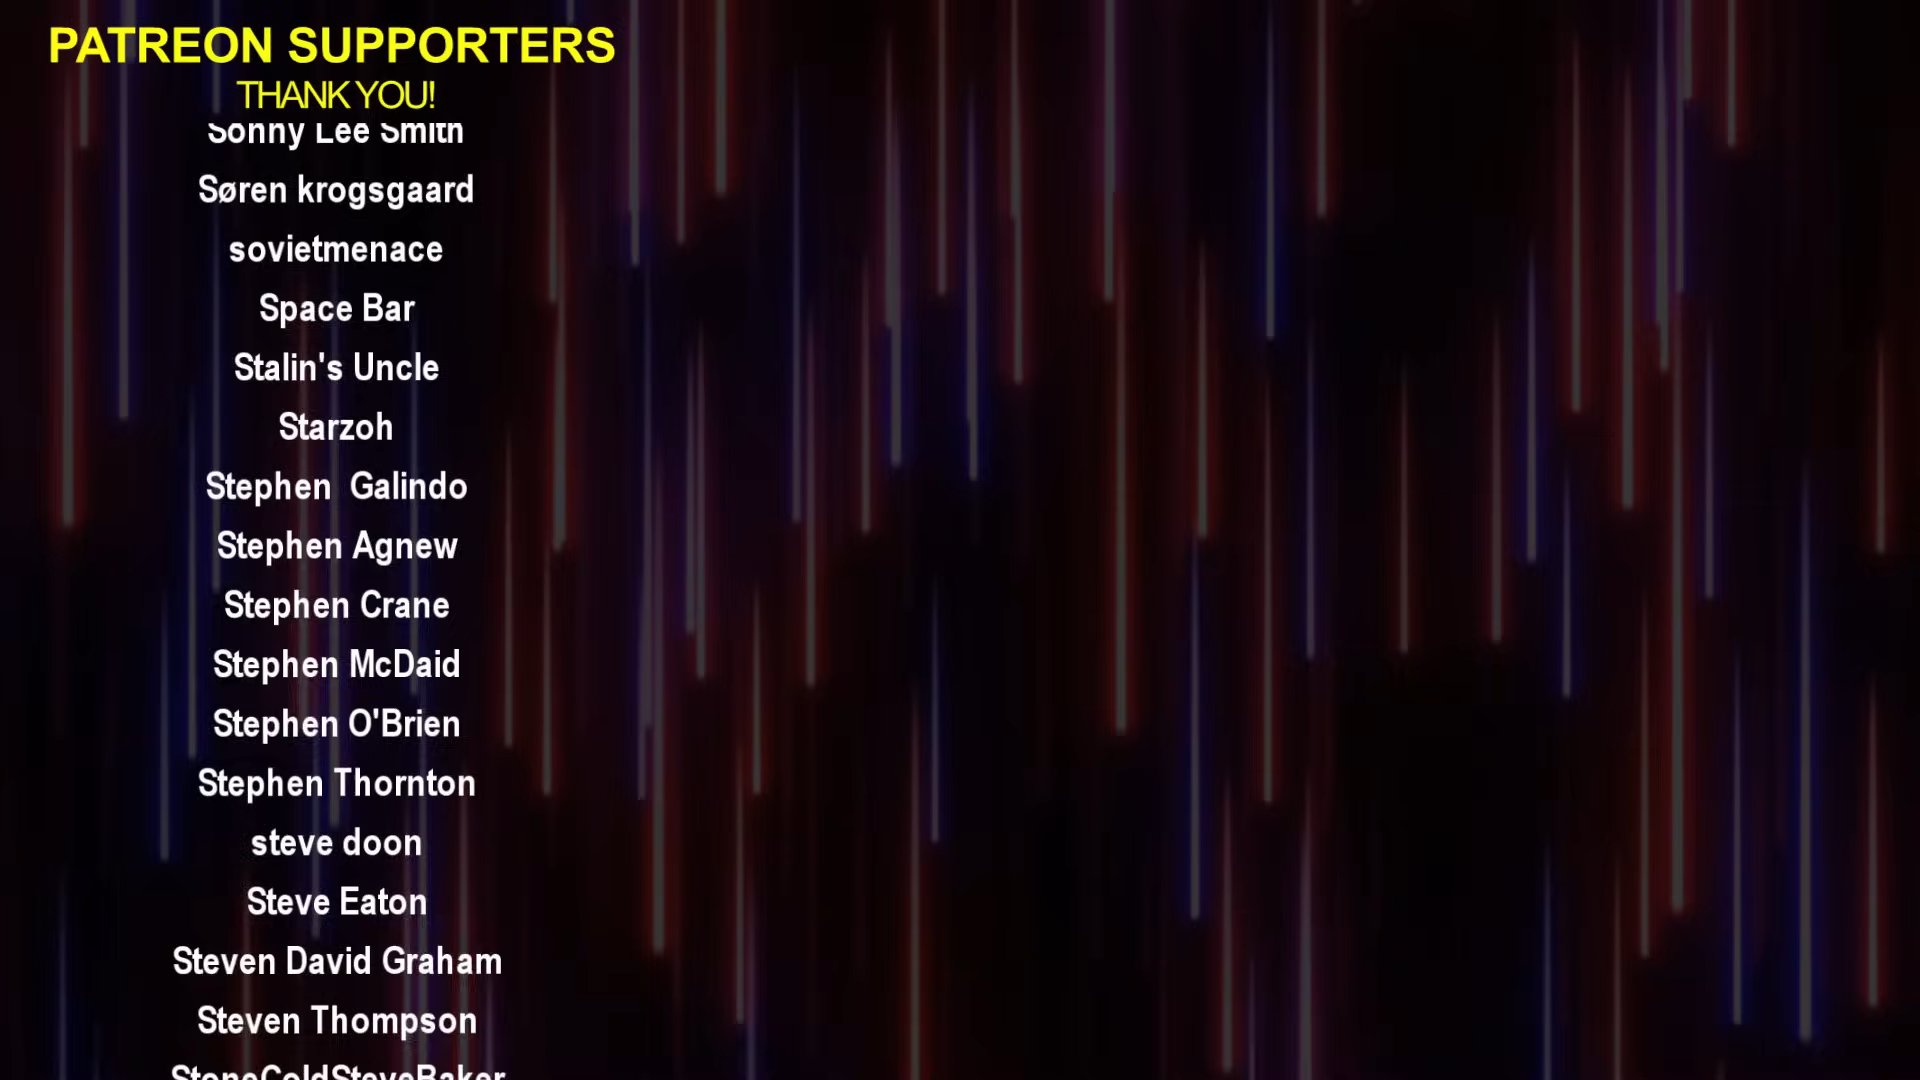 PATREON SUPPORTERS
THANK YOU!
Sonny Lee Smith
Søren krogsgaard
sovietmenace
Space Bar
Stalin's Uncle
Starzoh
Stephen  Galindo
Stephen Agnew
Stephen Crane
Stephen McDaid
Stephen O'Brien
Stephen Thornton
steve doon
Steve Eaton
Steven David Graham
Steven Thompson
StoneColdSteveBaker